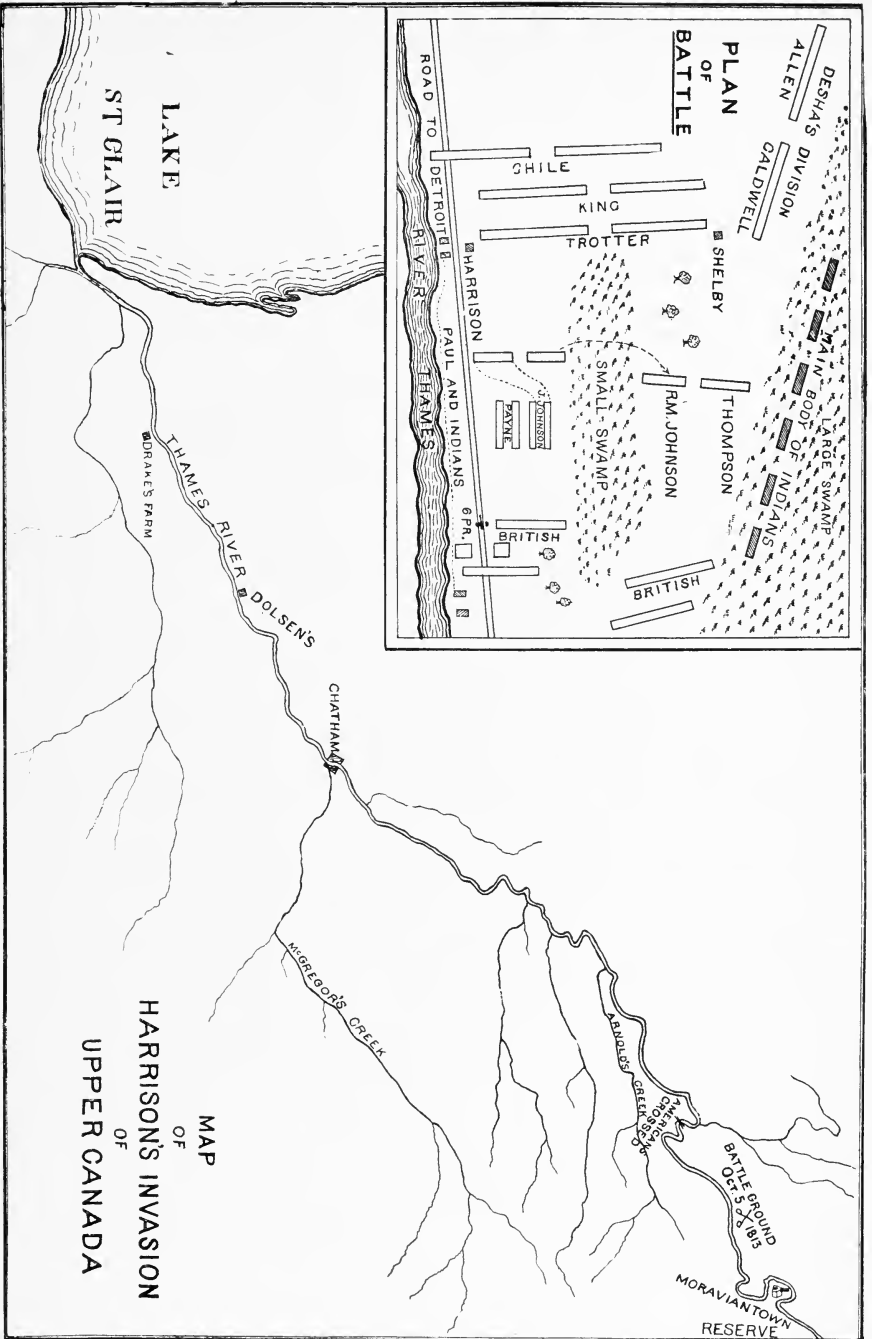 PLAN
OF
BATTLE
DESHA'S DIVISION
ALLEN
CALDWELL
LARGE SWAMP
MAIN BODY OF INDIANS
CHILE
KING
TROTTER
SHELBY
HARRISON
ROAD TO DETROIT
RIVER THAMES
PAUL AND INDIANS
SMALL SWAMP
R.M. JOHNSON
THOMPSON
J. JOHNSON
PAYNE
6 PR.
BRITISH
BRITISH
LAKE
ST CLAIR
THAMES RIVER
DRAKE'S FARM
DOLSEN'S
CHATHAM
McGREGOR'S CREEK
ARNOLD'S CREEK
AMERICANS
CROSSED
BATTLE GROUND
OCT. 5 1813
MORAVIANTOWN
RESERVE
MAP
OF
HARRISON'S INVASION
OF
UPPER CANADA